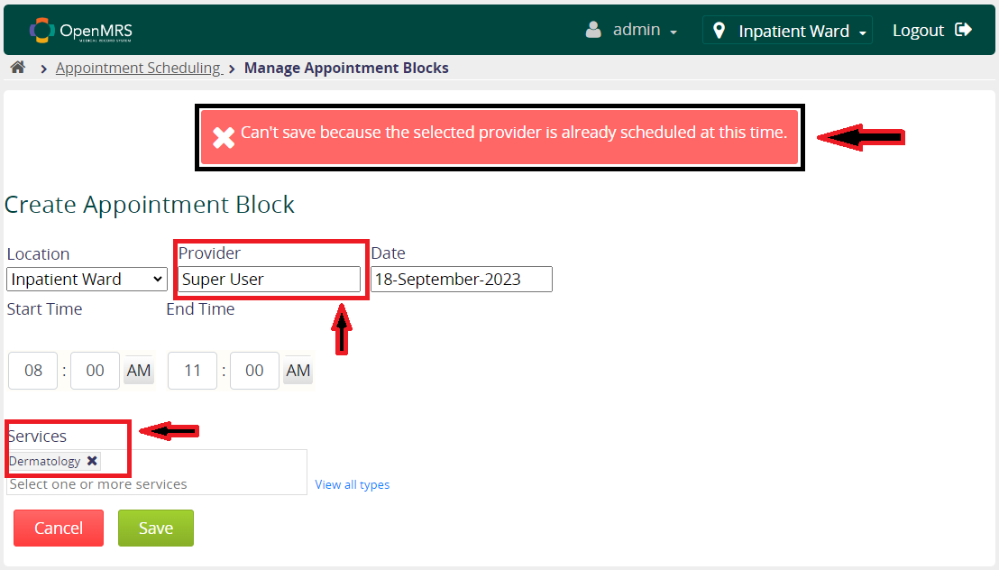 OpenMRS
MEDICAL RECORD SYSTEM
admin
Inpatient Ward
Logout
Appointment Scheduling
Manage Appointment Blocks
Can't save because the selected provider is already scheduled at this time.
Create Appointment Block
Location Provider Date
Inpatient Ward Super User 18-September-2023
Start Time End Time
08 : 00 AM 11 : 00 AM
Services
Dermatology
Select one or more services View all types
Cancel Save